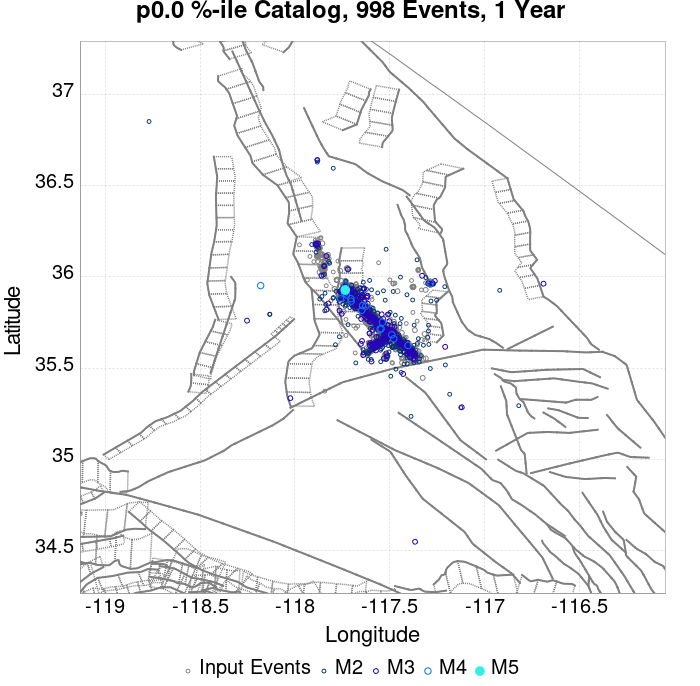 p0.0 %-ile Catalog, 998 Events, 1 Year
37
36.5
36
35.5
35
34.5
Latitude
-119
-118.5
-118
-117.5
-117
-116.5
Longitude
Input Events
M2
M3
M4
M5